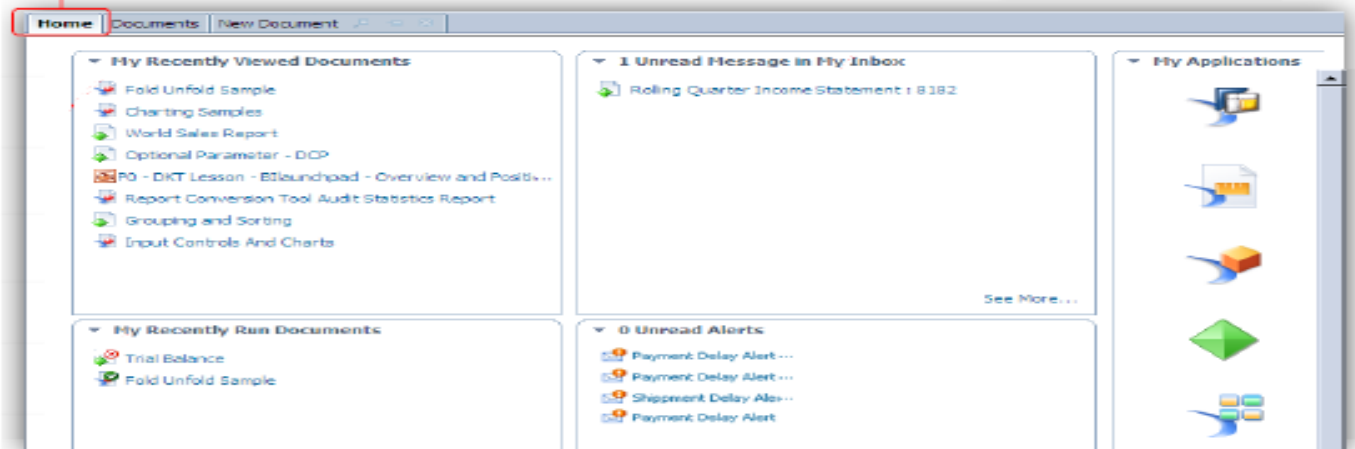 Home Documents New Document
My Recently Viewed Documents
Fold Unfold Sample
Charting Samples
World Sales Report
Optional Parameter - DCP
P0 - DKT Lesson - BIlaunchpad - Overview and Positi...
Report Conversion Tool Audit Statistics Report
Grouping and Sorting
Input Controls And Charts
1 Unread Message in My Inbox
Rolling Quarter Income Statement : 8182
See More...
My Applications
My Recently Run Documents
Trial Balance
Fold Unfold Sample
0 Unread Alerts
Payment Delay Alert ...
Payment Delay Alert ...
Shippment Delay Ale...
Payment Delay Alert